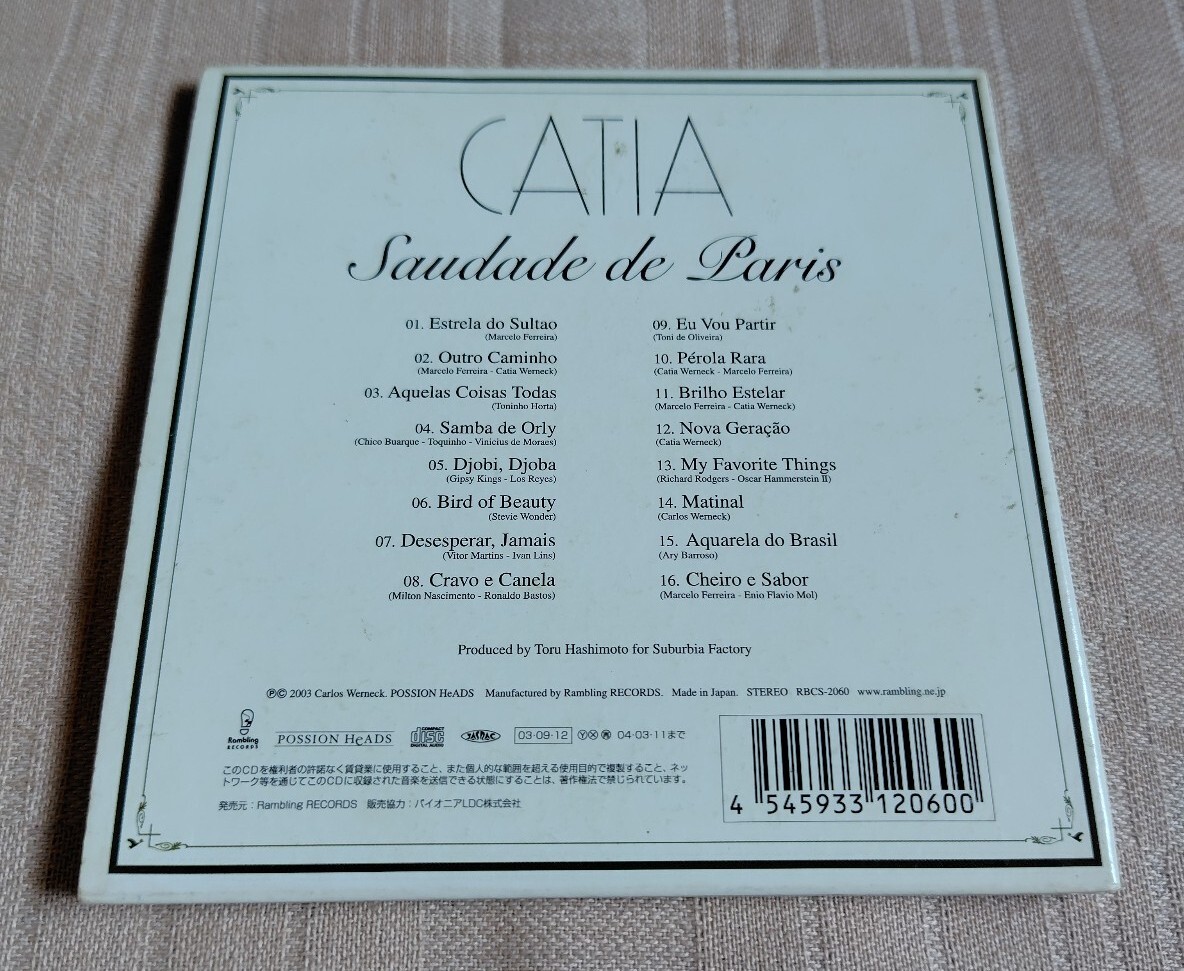 CATIA
Saudade de Paris
01. Estrela do Sultao
(Marcelo Ferreira)
02. Outro Caminho
(Marcelo Ferreira - Catia Werneck)
03. Aquelas Coisas Todas
(Toninho Horta)
04. Samba de Orly
(Chico Buarque - Toquinho - Vinicius de Moraes)
05. Djobi, Djoba
(Gipsy Kings - Los Reyes)
06. Bird of Beauty
(Stevie Wonder)
07. Desesperar, Jamais
(Vitor Martins - Ivan Lins)
08. Cravo e Canela
(Milton Nascimento - Ronaldo Bastos)
09. Eu Vou Partir
(Toni de Oliveira)
10. Pérola Rara
(Catia Werneck - Marcelo Ferreira)
11. Brilho Estelar
(Marcelo Ferreira - Catia Werneck)
12. Nova Geração
(Catia Werneck)
13. My Favorite Things
(Richard Rodgers - Oscar Hammerstein II)
14. Matinal
(Carlos Werneck)
15. Aquarela do Brasil
(Ary Barroso)
16. Cheiro e Sabor
(Marcelo Ferreira - Enio Flavio Mol)
Produced by Toru Hashimoto for Suburbia Factory
℗© 2003 Carlos Werneck. POSSION HeADS Manufactured by Rambling RECORDS. Made in Japan. STEREO RBCS-2060 www.rambling.ne.jp
Rambling RECORDS
POSSION HeADS
COMPACT disc DIGITAL AUDIO
JASRAC
03-09-12 Ⓨ Ⓧ 04·03·11まで
このCDを権利者の許諾なく賃貸業に使用すること、また個人的な範囲を超える使用目的で複製すること、ネッ
トワーク等を通じてこのCDに収録された音楽を送信できる状態にすることは、著作権法で禁じられています。
発売元：Rambling RECORDS 販売協力：パイオニアLDC株式会社
4 545933 120600